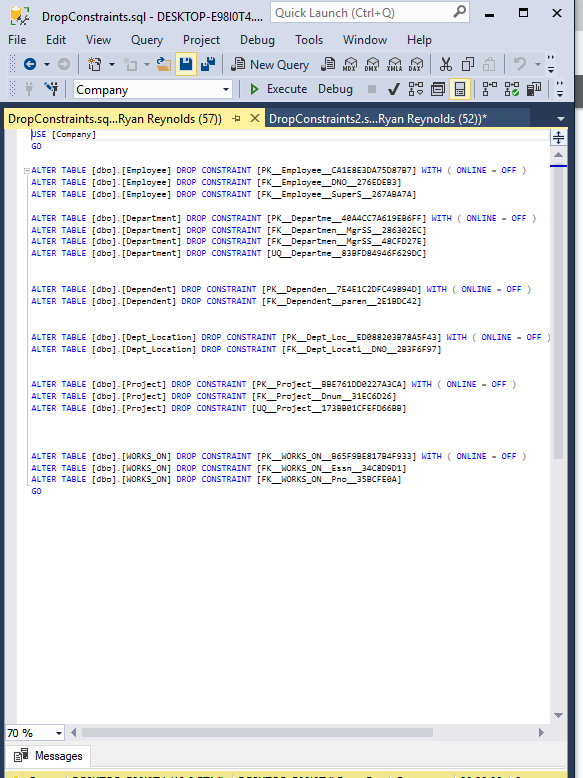 DropConstraints.sql - DESKTOP-E98I0T4....
Quick Launch (Ctrl+Q)
File Edit View Query Project Debug Tools Window Help
New Query MDX DMX XMLA DAX
Company Execute Debug
DropConstraints.sq...Ryan Reynolds (57)) DropConstraints2.s...Ryan Reynolds (52))*
USE [Company]
GO
ALTER TABLE [dbo].[Employee] DROP CONSTRAINT [PK__Employee__CA1E8E3DA75D87B7] WITH ( ONLINE = OFF )
ALTER TABLE [dbo].[Employee] DROP CONSTRAINT [FK__Employee__DNO__276EDEB3]
ALTER TABLE [dbo].[Employee] DROP CONSTRAINT [FK__Employee__SuperS__267ABA7A]
ALTER TABLE [dbo].[Department] DROP CONSTRAINT [PK__Departme__40A4CC7A619EB6FF] WITH ( ONLINE = OFF )
ALTER TABLE [dbo].[Department] DROP CONSTRAINT [FK__Departmen__MgrSS__286302EC]
ALTER TABLE [dbo].[Department] DROP CONSTRAINT [FK__Departmen__MgrSS__48CFD27E]
ALTER TABLE [dbo].[Department] DROP CONSTRAINT [UQ__Departme__83BFD84946F629DC]
ALTER TABLE [dbo].[Dependent] DROP CONSTRAINT [PK__Dependen__7E4E1C2DFC49894D] WITH ( ONLINE = OFF )
ALTER TABLE [dbo].[Dependent] DROP CONSTRAINT [FK__Dependent__paren__2E1BDC42]
ALTER TABLE [dbo].[Dept_Location] DROP CONSTRAINT [PK__Dept_Loc__ED088203B78A5F43] WITH ( ONLINE = OFF )
ALTER TABLE [dbo].[Dept_Location] DROP CONSTRAINT [FK__Dept_Locati__DNO__2B3F6F97]
ALTER TABLE [dbo].[Project] DROP CONSTRAINT [PK__Project__BBE761DD0227A3CA] WITH ( ONLINE = OFF )
ALTER TABLE [dbo].[Project] DROP CONSTRAINT [FK__Project__Dnum__31EC6D26]
ALTER TABLE [dbo].[Project] DROP CONSTRAINT [UQ__Project__173BB01CFEFD66BB]
ALTER TABLE [dbo].[WORKS_ON] DROP CONSTRAINT [PK__WORKS_ON__B65F9BE817B4F933] WITH ( ONLINE = OFF )
ALTER TABLE [dbo].[WORKS_ON] DROP CONSTRAINT [FK__WORKS_ON__Essn__34C8D9D1]
ALTER TABLE [dbo].[WORKS_ON] DROP CONSTRAINT [FK__WORKS_ON__Pno__35BCFE0A]
GO
70 %
Messages